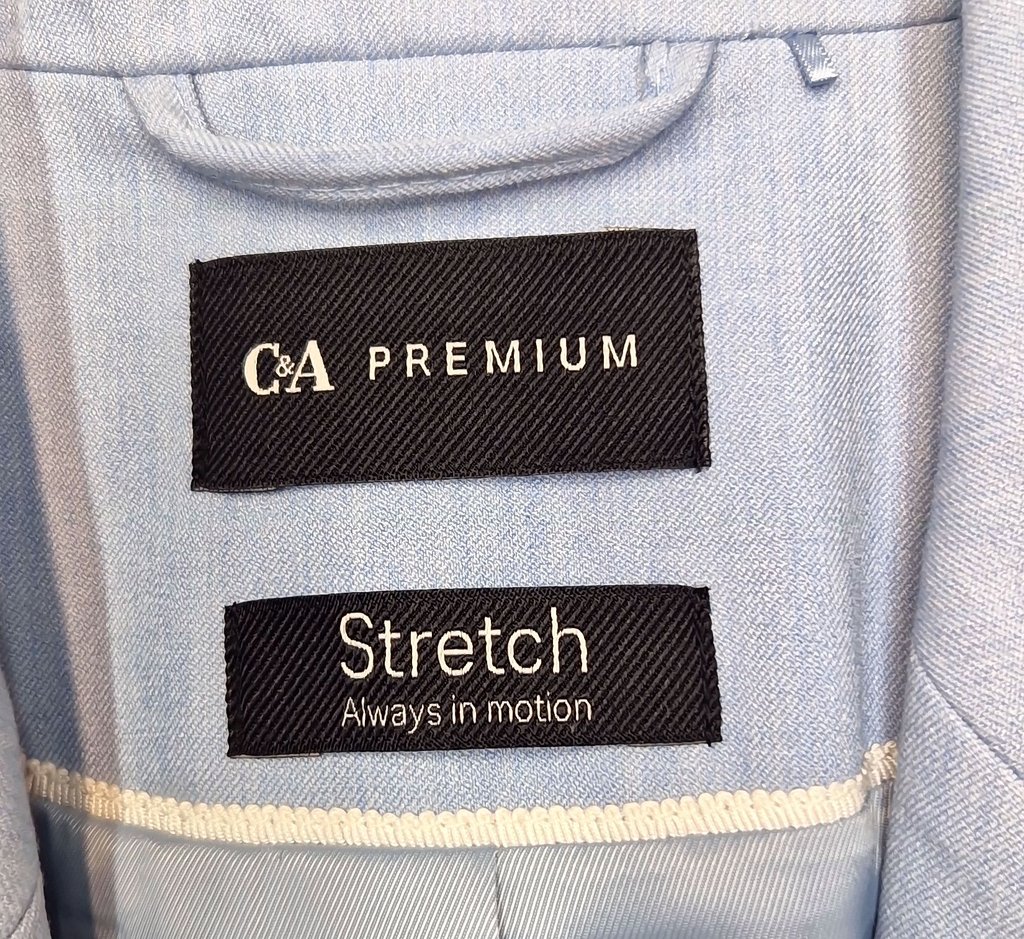 C&A PREMIUM
Stretch
Always in motion